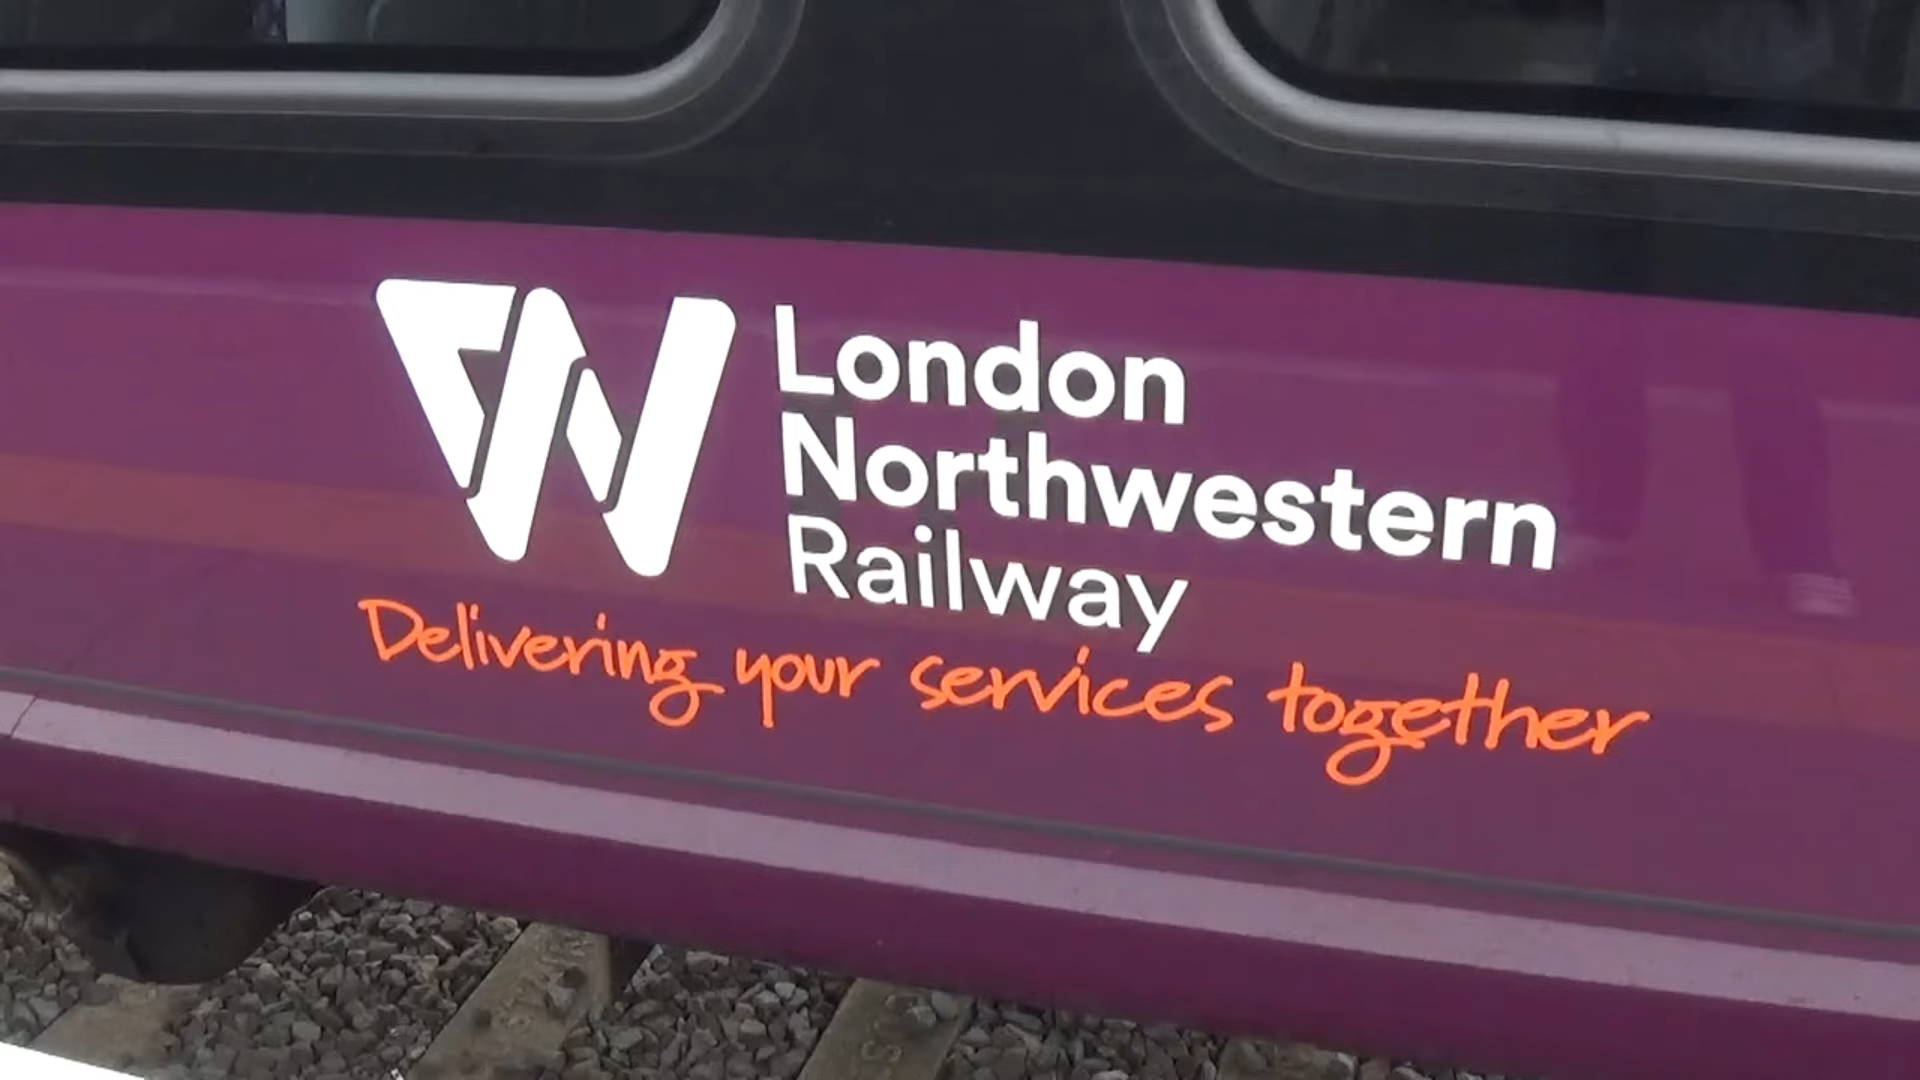 London
Northwestern
Railway
Delivering your services together